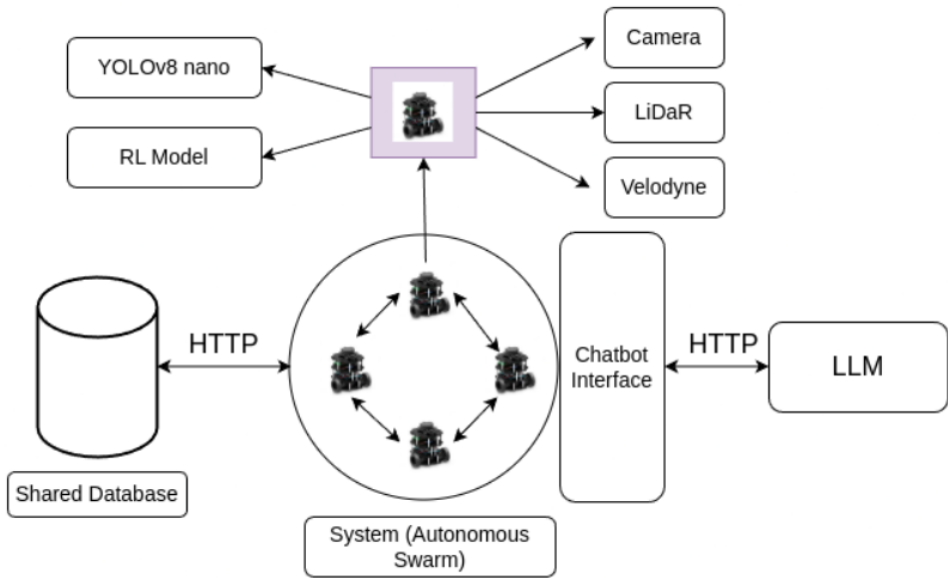 YOLOv8 nano
Camera
RL Model
LiDaR
Velodyne
HTTP
Chatbot
Interface
HTTP
LLM
Shared Database
System (Autonomous
Swarm)